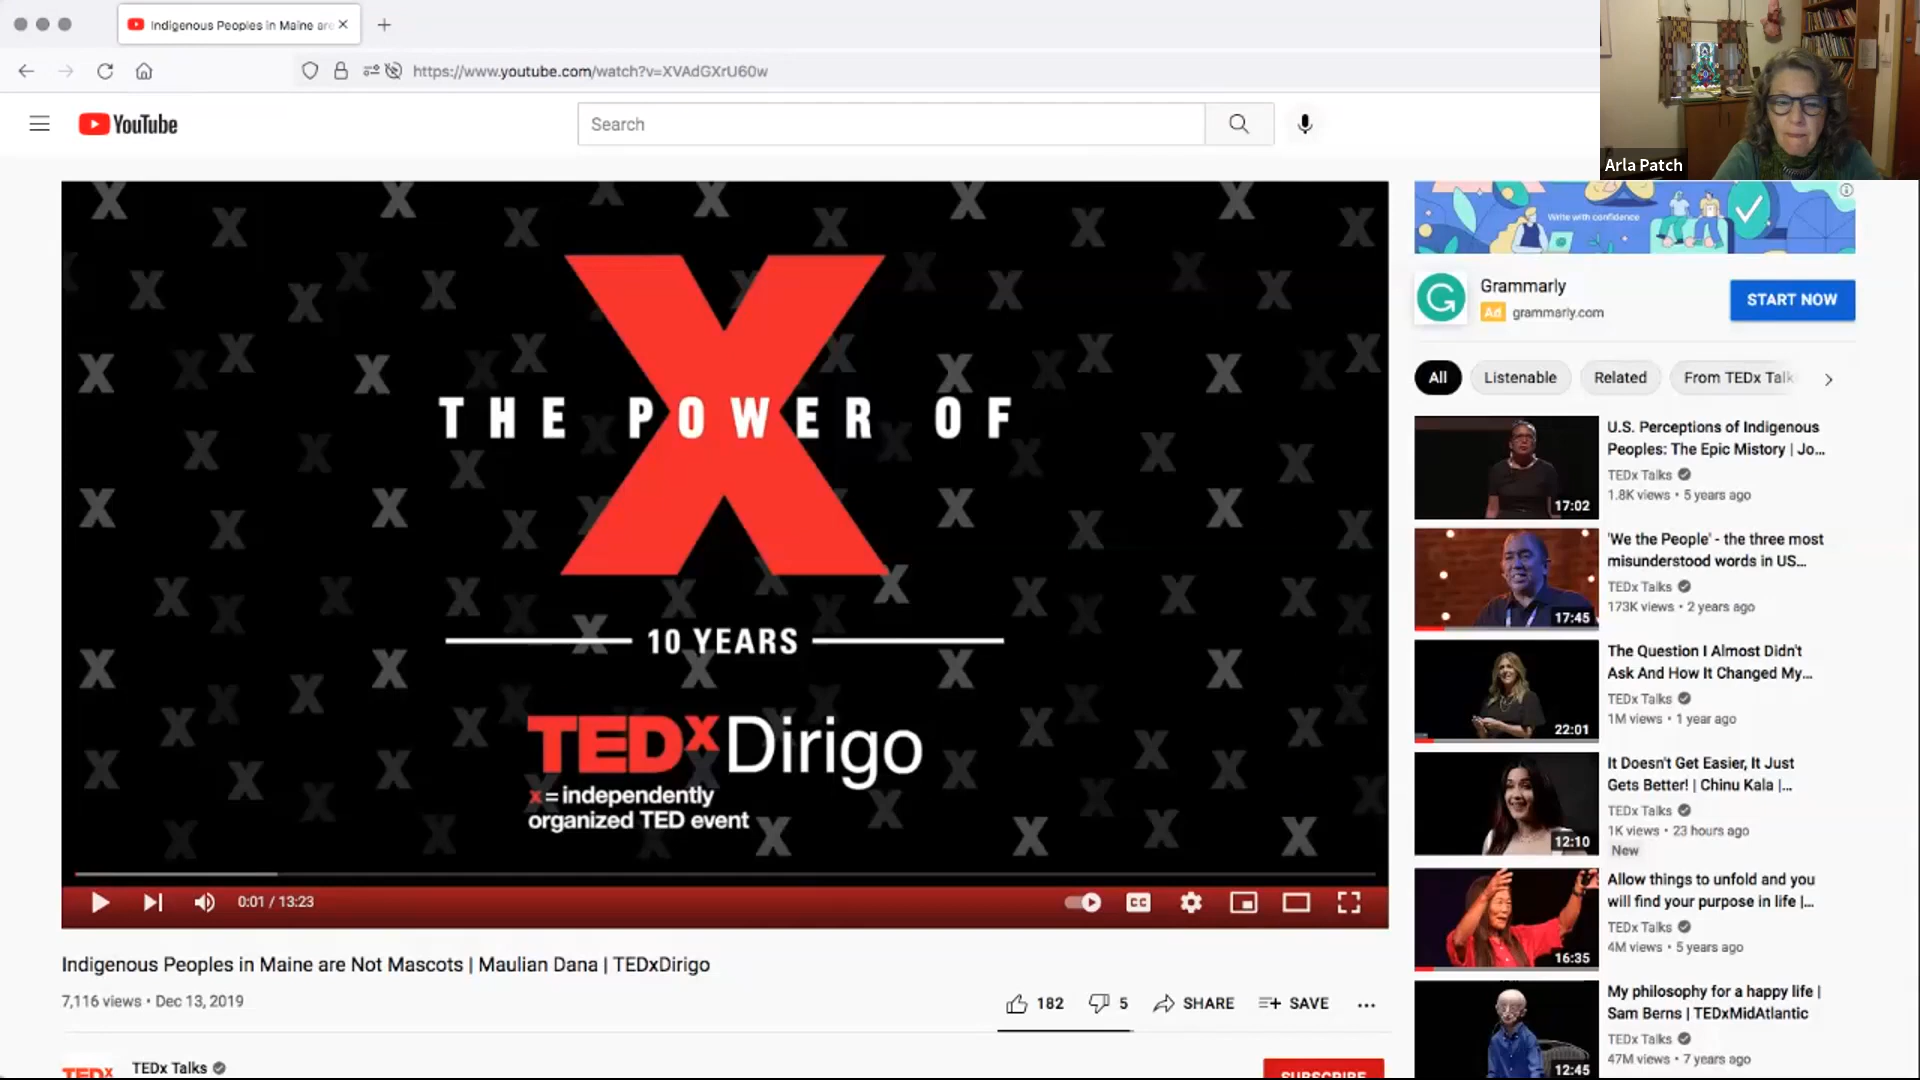 Indigenous Peoples in Maine are
https://www.youtube.com/watch?v=XVAdGXrU60w
YouTube
Search
Arla Patch
THE POWER OF
X
10 YEARS
TEDxDirigo
x = independently
organized TED event
0:01 / 13:23
CC
Indigenous Peoples in Maine are Not Mascots | Maulian Dana | TEDxDirigo
7,116 views • Dec 13, 2019
182
5
SHARE
SAVE
TEDx
TEDx Talks
SUBSCRIBE
Write with confidence
Grammarly
Ad grammarly.com
START NOW
All
Listenable
Related
From TEDx Talk
17:02
U.S. Perceptions of Indigenous
Peoples: The Epic Mistory | Jo...
TEDx Talks
1.8K views • 5 years ago
17:45
'We the People' - the three most
misunderstood words in US...
TEDx Talks
173K views • 2 years ago
22:01
The Question I Almost Didn't
Ask And How It Changed My...
TEDx Talks
1M views • 1 year ago
12:10
It Doesn't Get Easier, It Just
Gets Better! | Chinu Kala |...
TEDx Talks
1K views • 23 hours ago
New
16:35
Allow things to unfold and you
will find your purpose in life |...
TEDx Talks
4M views • 5 years ago
12:45
My philosophy for a happy life |
Sam Berns | TEDxMidAtlantic
TEDx Talks
47M views • 7 years ago